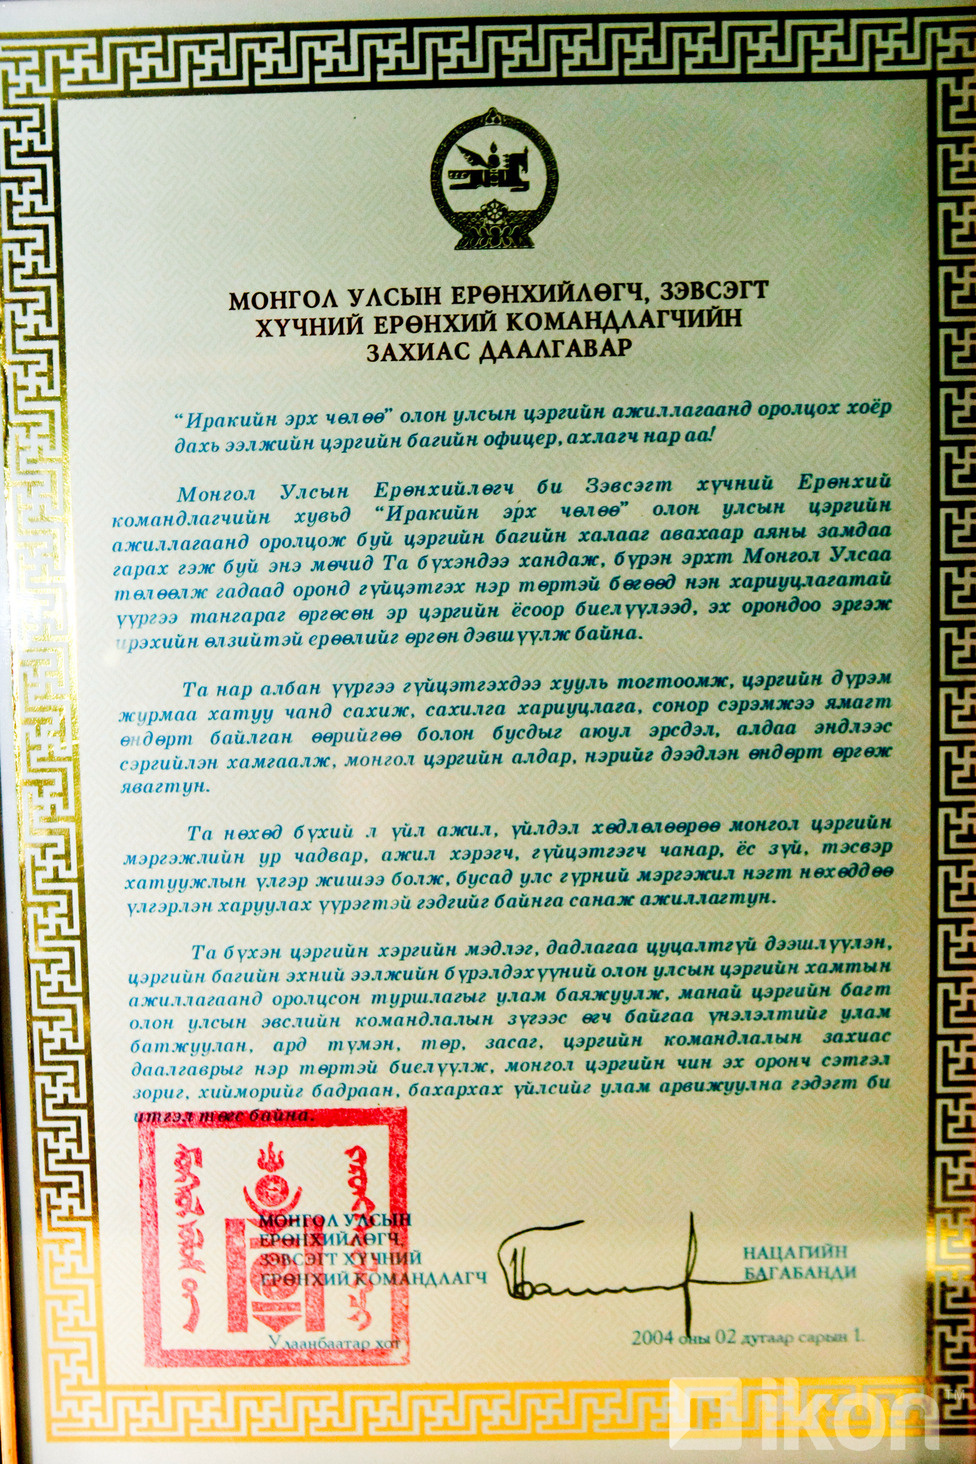 МОНГОЛ УЛСЫН ЕРӨНХИЙЛӨГЧ, ЗЭВСЭГТ
ХҮЧНИЙ ЕРӨНХИЙ КОМАНДЛАГЧИЙН
ЗАХИАС ДААЛГАВАР
“Иракийн эрх чөлөө” олон улсын цэргийн ажиллагаанд оролцох хоёр
дахь ээлжийн цэргийн багийн офицер, ахлагч нар аа!
Монгол Улсын Ерөнхийлөгч би Зэвсэгт хүчний Ерөнхий
командлагчийн хувьд “Иракийн эрх чөлөө” олон улсын цэргийн
ажиллагаанд оролцож буй цэргийн багийн халааг авахаар аяны замдаа
гарах гэж буй энэ мөчид Та бүхэндээ хандаж, бүрэн эрхт Монгол Улсаа
төлөөлж гадаад оронд гүйцэтгэх нэр төртэй бөгөөд нэн хариуцлагатай
үүргээ тангараг өргөсөн эр цэргийн ёсоор биелүүлээд, эх орондоо эргэж
ирэхийн өлзийтэй ерөөлийг өргөн дэвшүүлж байна.
Та нар албан үүргээ гүйцэтгэхдээ хууль тогтоомж, цэргийн дүрэм
журмаа хатуу чанд сахиж, сахилга хариуцлага, сонор сэрэмжээ ямагт
өндөрт байлган өөрийгөө болон бусдыг аюул эрсдэл, алдаа эндлээс
сэргийлэн хамгаалж, монгол цэргийн алдар, нэрийг дээдлэн өндөрт өргөж
явагтун.
Та нөхөд бүхий л үйл ажил, үйлдэл хөдлөлөөрөө монгол цэргийн
мэргэжлийн ур чадвар, ажил хэрэгч, гүйцэтгэгч чанар, ёс зүй, тэсвэр
хатуужлын үлгэр жишээ болж, бусад улс гүрний мэргэжил нэгт нөхөддөө
үлгэрлэн харуулах үүрэгтэй гэдгийг байнга санаж ажиллагтун.
Та бүхэн цэргийн хэргийн мэдлэг, дадлагаа цуцалтгүй дээшлүүлэн,
цэргийн багийн эхний ээлжийн бүрэлдэхүүний олон улсын цэргийн хамтын
ажиллагаанд оролцсон туршлагыг улам баяжуулж, манай цэргийн багт
олон улсын эвслийн командлалын зүгээс өгч байгаа үнэлэлтийг улам
батжуулан, ард түмэн, төр, засаг, цэргийн командлалын захиас
даалгаврыг нэр төртэй биелүүлж, монгол цэргийн чин эх оронч сэтгэл
зориг, хийморийг бадраан, бахархах үйлсийг улам арвижуулна гэдэгт би
итгэл төгс байна.
МОНГОЛ УЛСЫН
ЕРӨНХИЙЛӨГЧ,
ЗЭВСЭГТ ХҮЧНИЙ
ЕРӨНХИЙ КОМАНДЛАГЧ
НАЦАГИЙН
БАГАБАНДИ
Улаанбаатар хот
2004 оны 02 дугаар сарын 1.
ikon TM